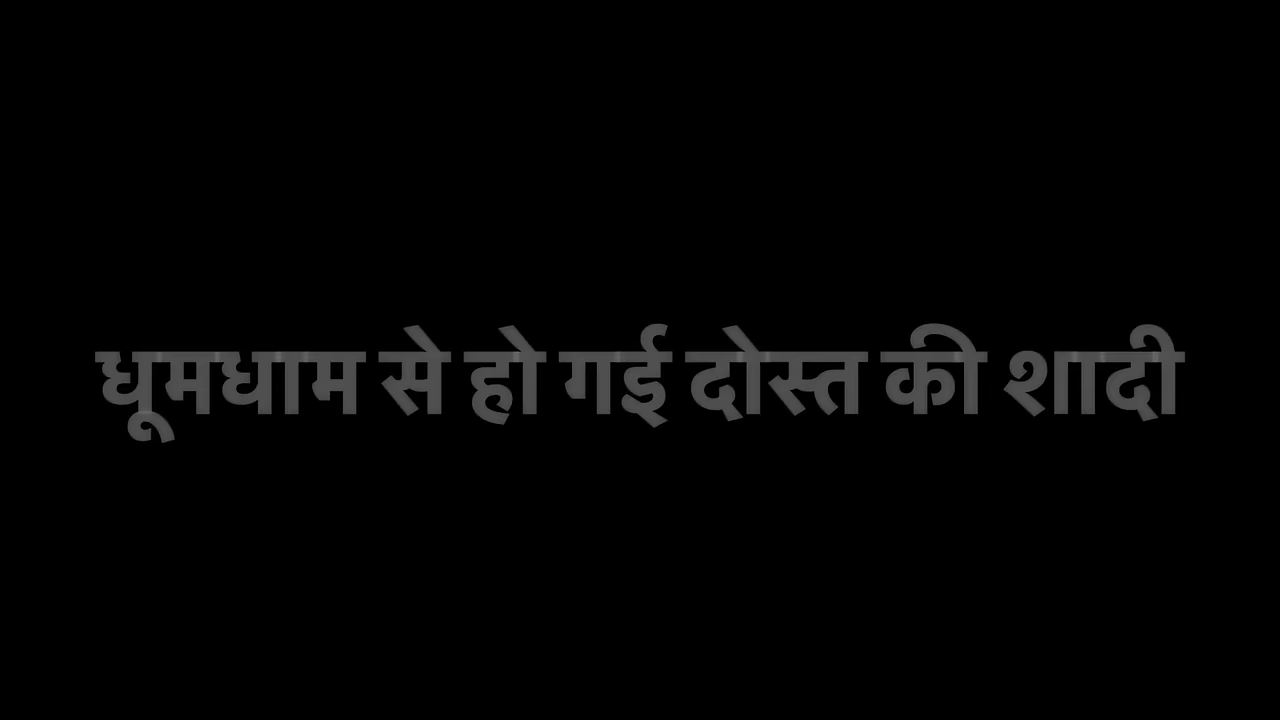 धूमधाम से हो गई दोस्त की शादी